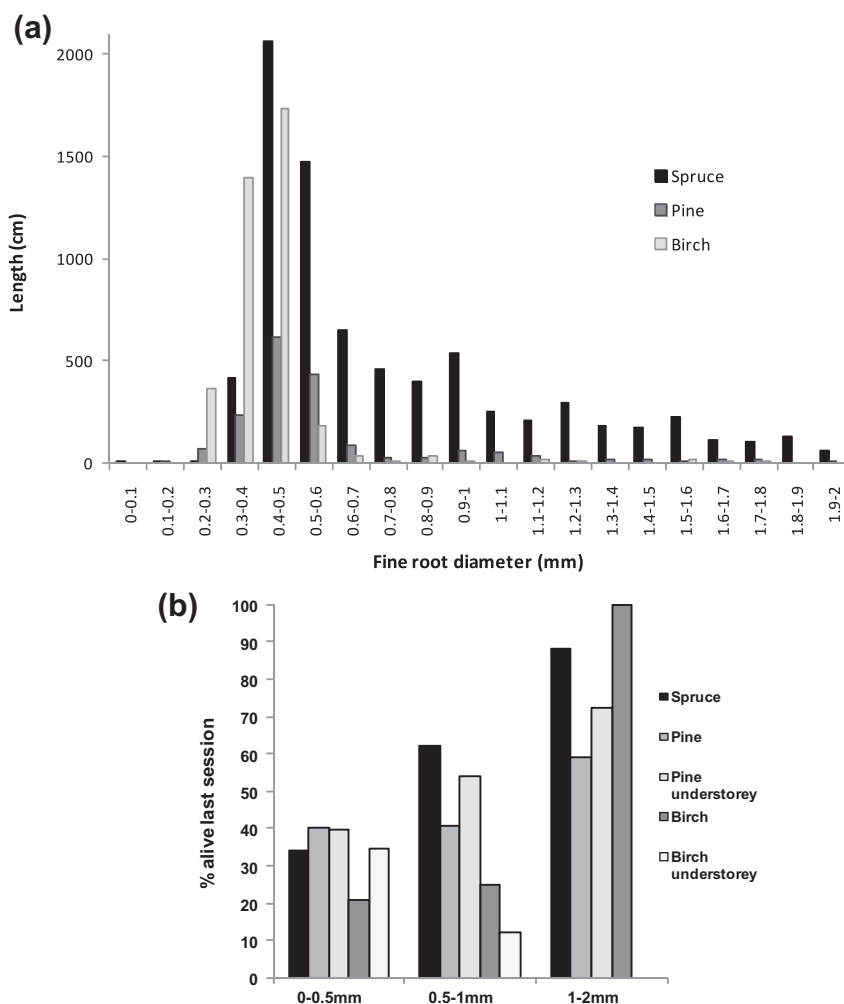 (a)
2000
1500
1000
500
0
Length (cm)
Spruce
Pine
Birch
0-0.1
0.1-0.2
0.2-0.3
0.3-0.4
0.4-0.5
0.5-0.6
0.6-0.7
0.7-0.8
0.8-0.9
0.9-1
1-1.1
1.1-1.2
1.2-1.3
1.3-1.4
1.4-1.5
1.5-1.6
1.6-1.7
1.7-1.8
1.8-1.9
1.9-2
Fine root diameter (mm)
(b)
100
90
80
70
60
50
40
30
20
10
0
% alive last session
Spruce
Pine
Pine
understorey
Birch
Birch
understorey
0-0.5mm
0.5-1mm
1-2mm